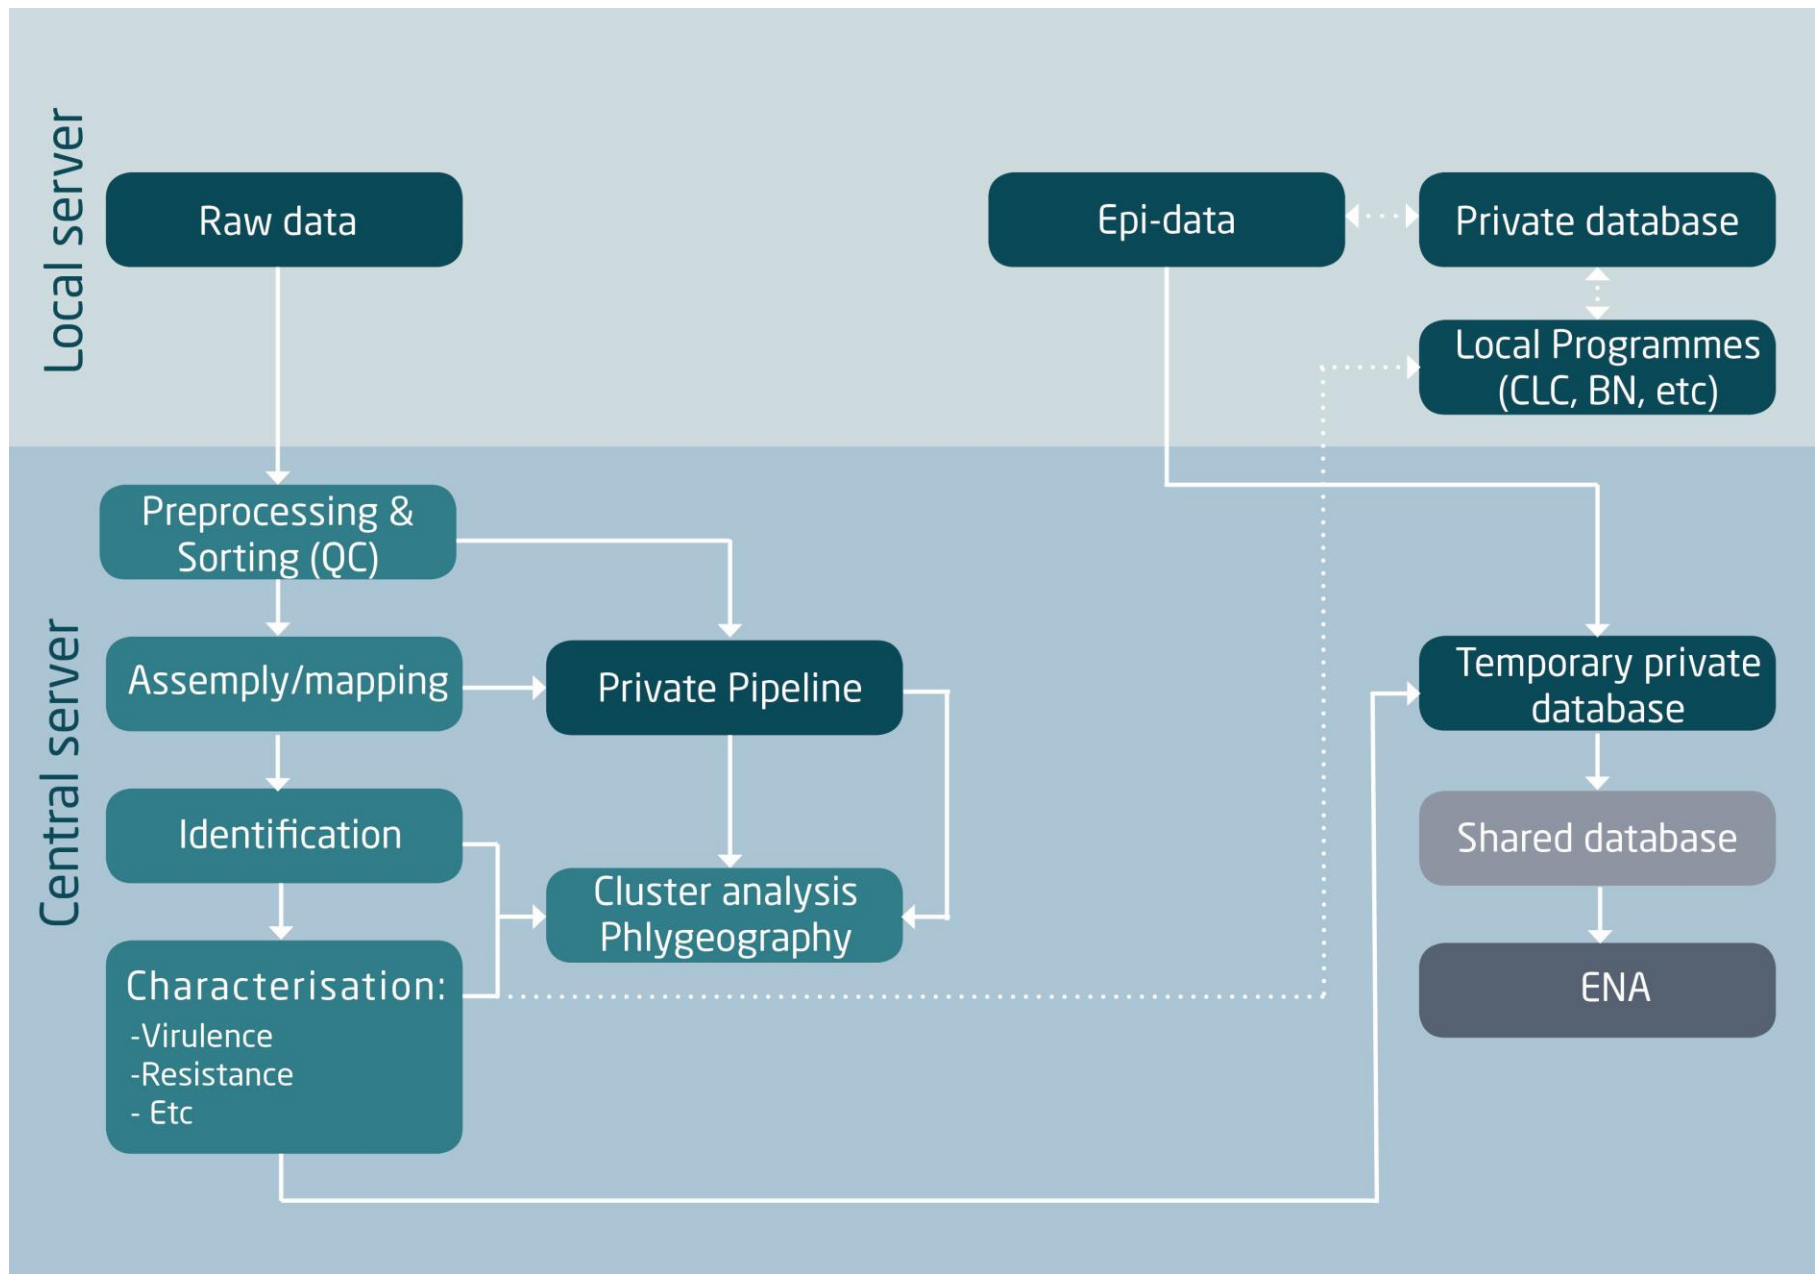 Local server
Raw data
Epi-data
Private database
Local Programmes
(CLC, BN, etc)
Central server
Preprocessing &
Sorting (QC)
Assemply/mapping
Private Pipeline
Temporary private
database
Identification
Shared database
Cluster analysis
Phlygeography
Characterisation:
-Virulence
-Resistance
- Etc
ENA